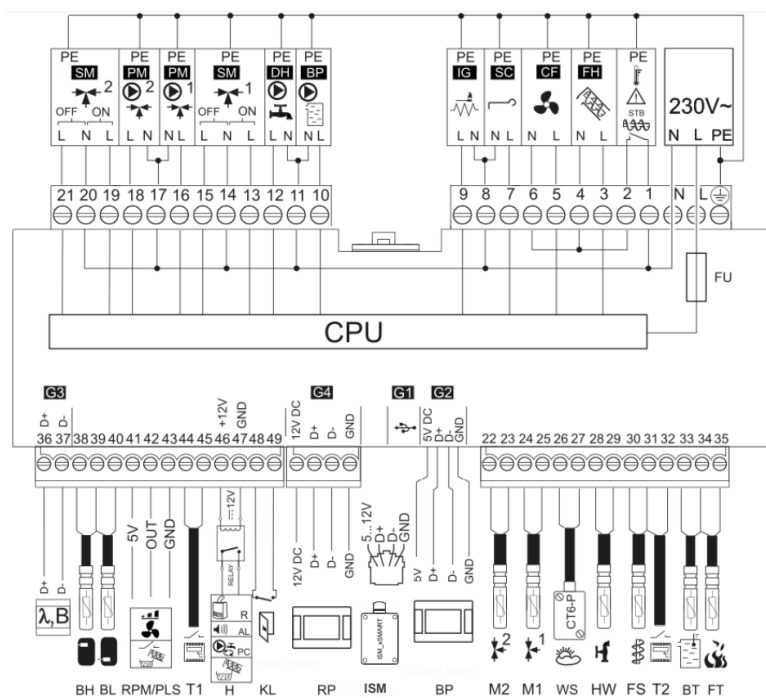 PE PE PE PE PE PE PE PE PE PE PE
SM PM PM SM DH BP IG SC CF FH
2 2 1 1 STB 230V~
OFF ON OFF ON
L N L L N N L L N L L N N L L N N L N L N L N L PE
21 20 19 18 17 16 15 14 13 12 11 10 9 8 7 6 5 4 3 2 1 N L
FU
CPU
G3 G4 G1 G2
D+ D- +12V GND 12V DC D+ D- GND 5V DC D+ D- GND
36 37 38 39 40 41 42 43 44 45 46 47 48 49 22 23 24 25 26 27 28 29 30 31 32 33 34 35
5V OUT GND 12V 5...12V D+ D- GND
D+ D- RELAY 12V DC D+ D- GND 5V D+ D- GND
λ,B R AL PC ISM_xSMART 2 1 CT6-P
BH BL RPM/PLS T1 H KL RP ISM BP M2 M1 WS HW FS T2 BT FT